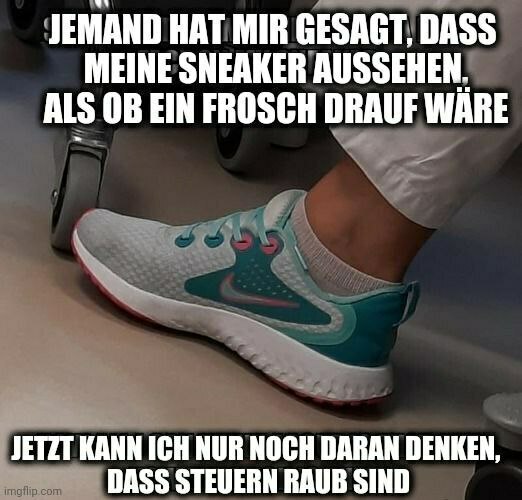 JEMAND HAT MIR GESAGT, DASS
MEINE SNEAKER AUSSEHEN,
ALS OB EIN FROSCH DRAUF WÄRE
JETZT KANN ICH NUR NOCH DARAN DENKEN,
DASS STEUERN RAUB SIND
imgflip.com